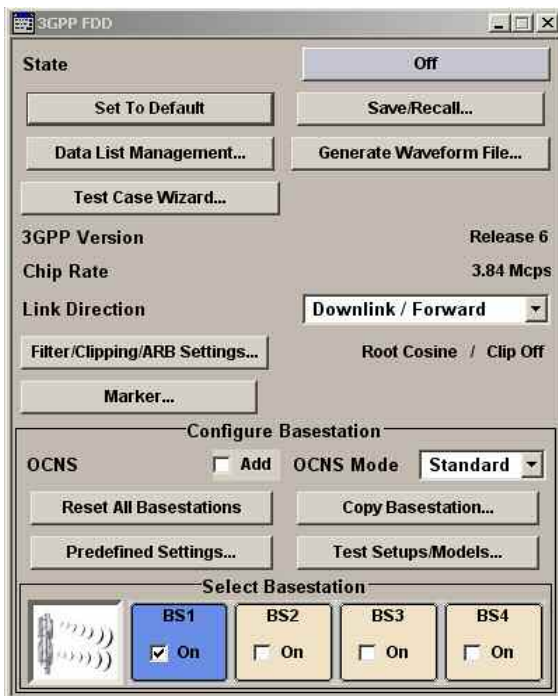 3GPP FDD
State Off
Set To Default Save/Recall...
Data List Management... Generate Waveform File...
Test Case Wizard...
3GPP Version Release 6
Chip Rate 3.84 Mcps
Link Direction Downlink / Forward
Filter/Clipping/ARB Settings... Root Cosine / Clip Off
Marker...
Configure Basestation
OCNS Add OCNS Mode Standard
Reset All Basestations Copy Basestation...
Predefined Settings... Test Setups/Models...
Select Basestation
BS1 BS2 BS3 BS4
On On On On